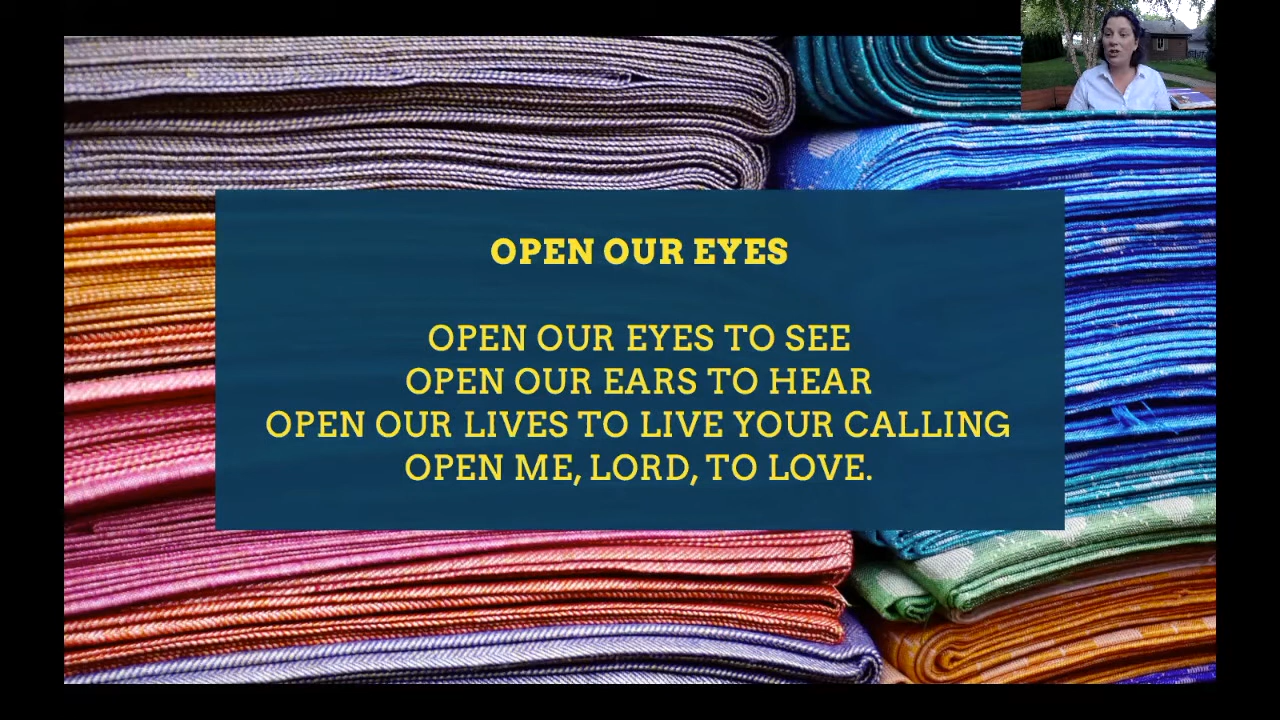 OPEN OUR EYES
OPEN OUR EYES TO SEE
OPEN OUR EARS TO HEAR
OPEN OUR LIVES TO LIVE YOUR CALLING
OPEN ME, LORD, TO LOVE.